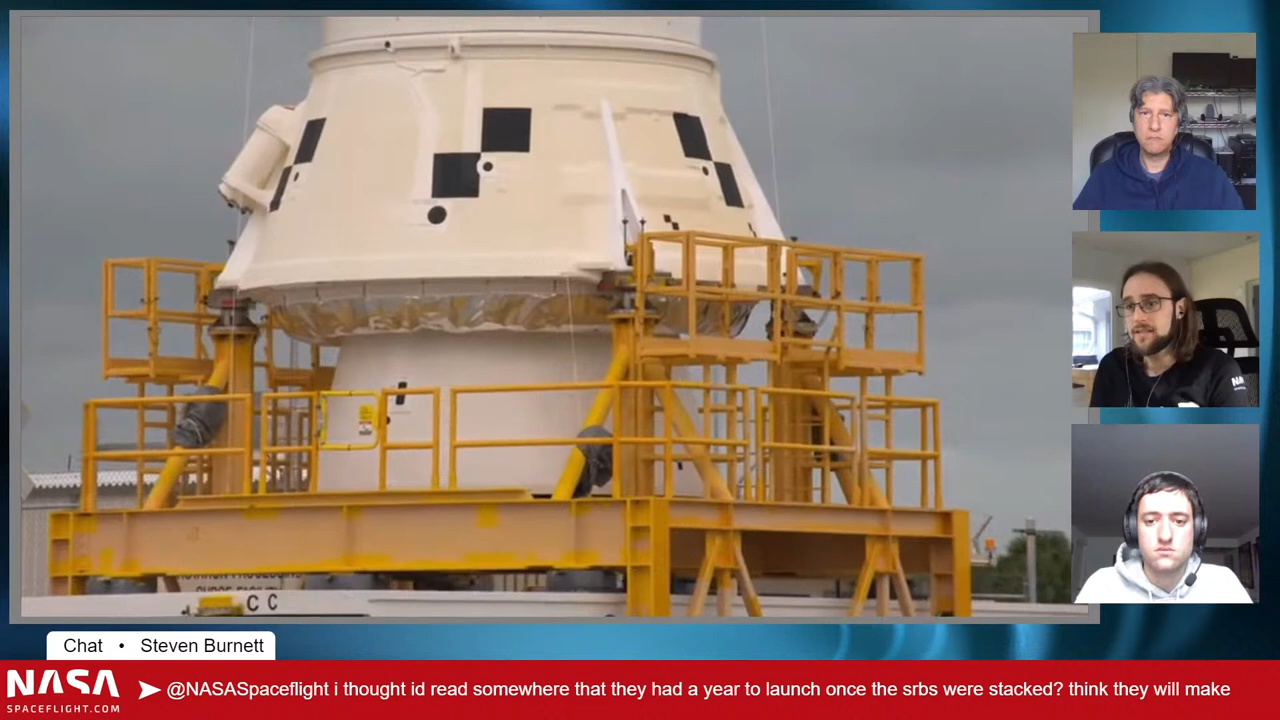 C C
Chat • Steven Burnett
NASA
SPACEFLIGHT.COM
@NASASpaceflight i thought id read somewhere that they had a year to launch once the srbs were stacked? think they will make